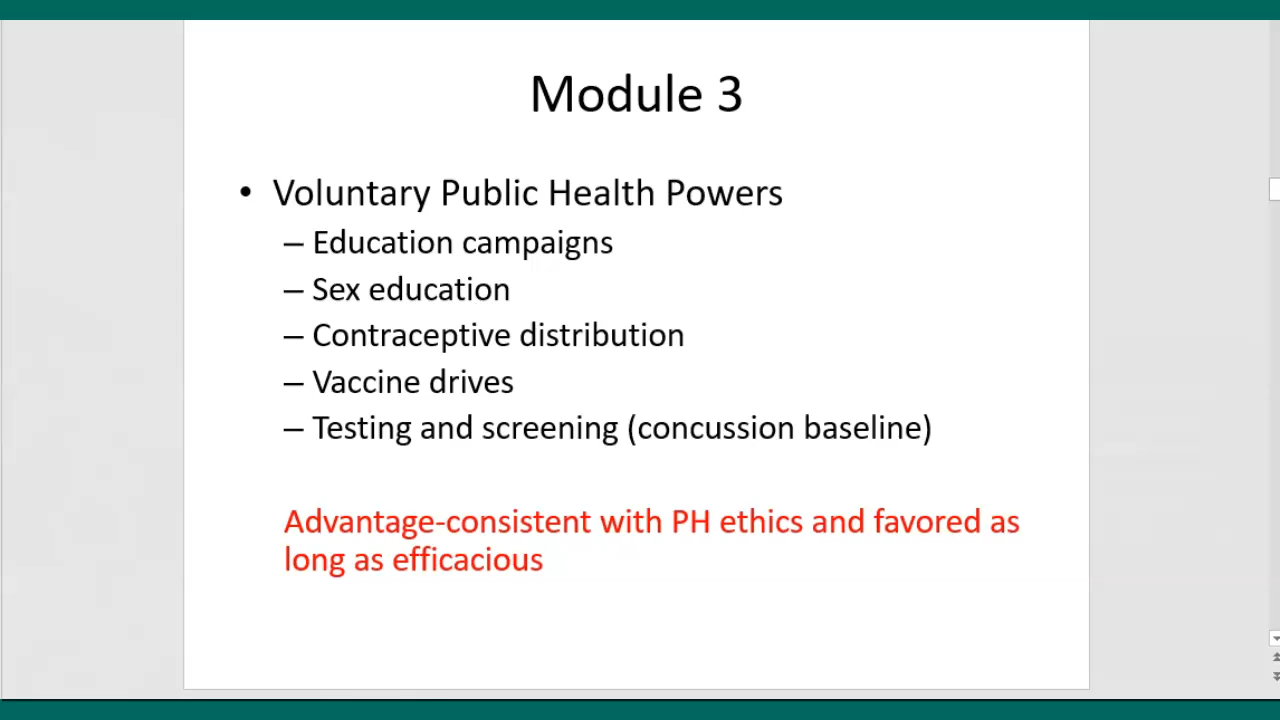 Module 3
• Voluntary Public Health Powers
– Education campaigns
– Sex education
– Contraceptive distribution
– Vaccine drives
– Testing and screening (concussion baseline)
Advantage-consistent with PH ethics and favored as
long as efficacious